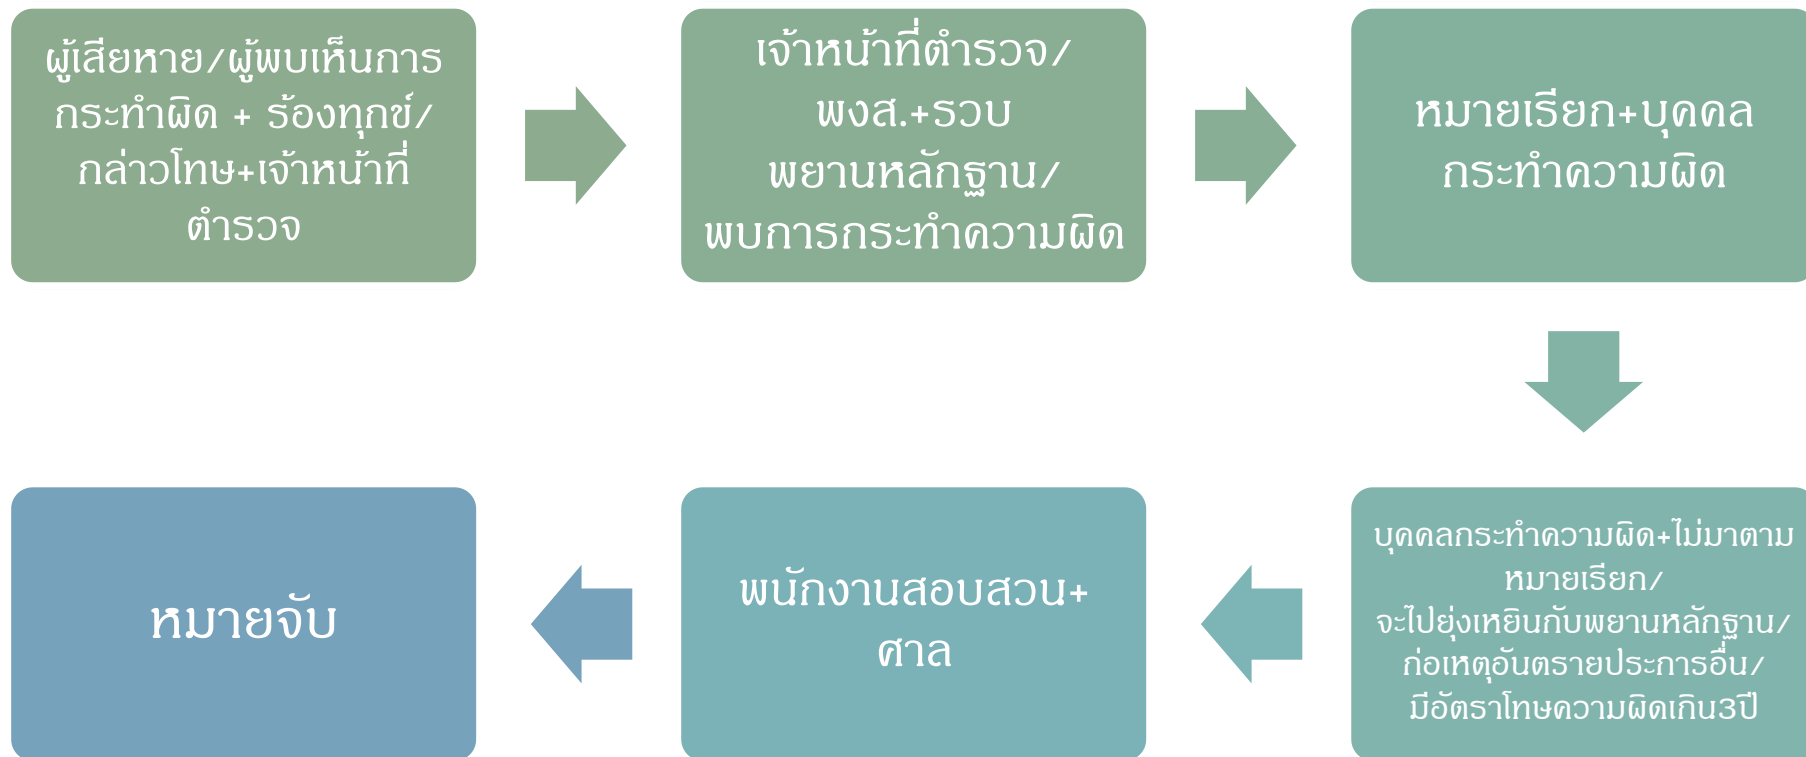 ผู้เสียหาย/ผู้พบเห็นการ
กระทำผิด + ร้องทุกข์/
กล่าวโทษ+เจ้าหน้าที่
ตำรวจ
เจ้าหน้าที่ตำรวจ/
พงส.+รวบ
พยานหลักฐาน/
พบการกระทำความผิด
หมายเรียก+บุคคล
กระทำความผิด
บุคคลกระทำความผิด+ไม่มาตาม
หมายเรียก/
จะไปยุ่งเหยินกับพยานหลักฐาน/
ก่อเหตุอันตรายประการอื่น/
มีอัตราโทษความผิดเกิน3ปี
พนักงานสอบสวน+
ศาล
หมายจับ